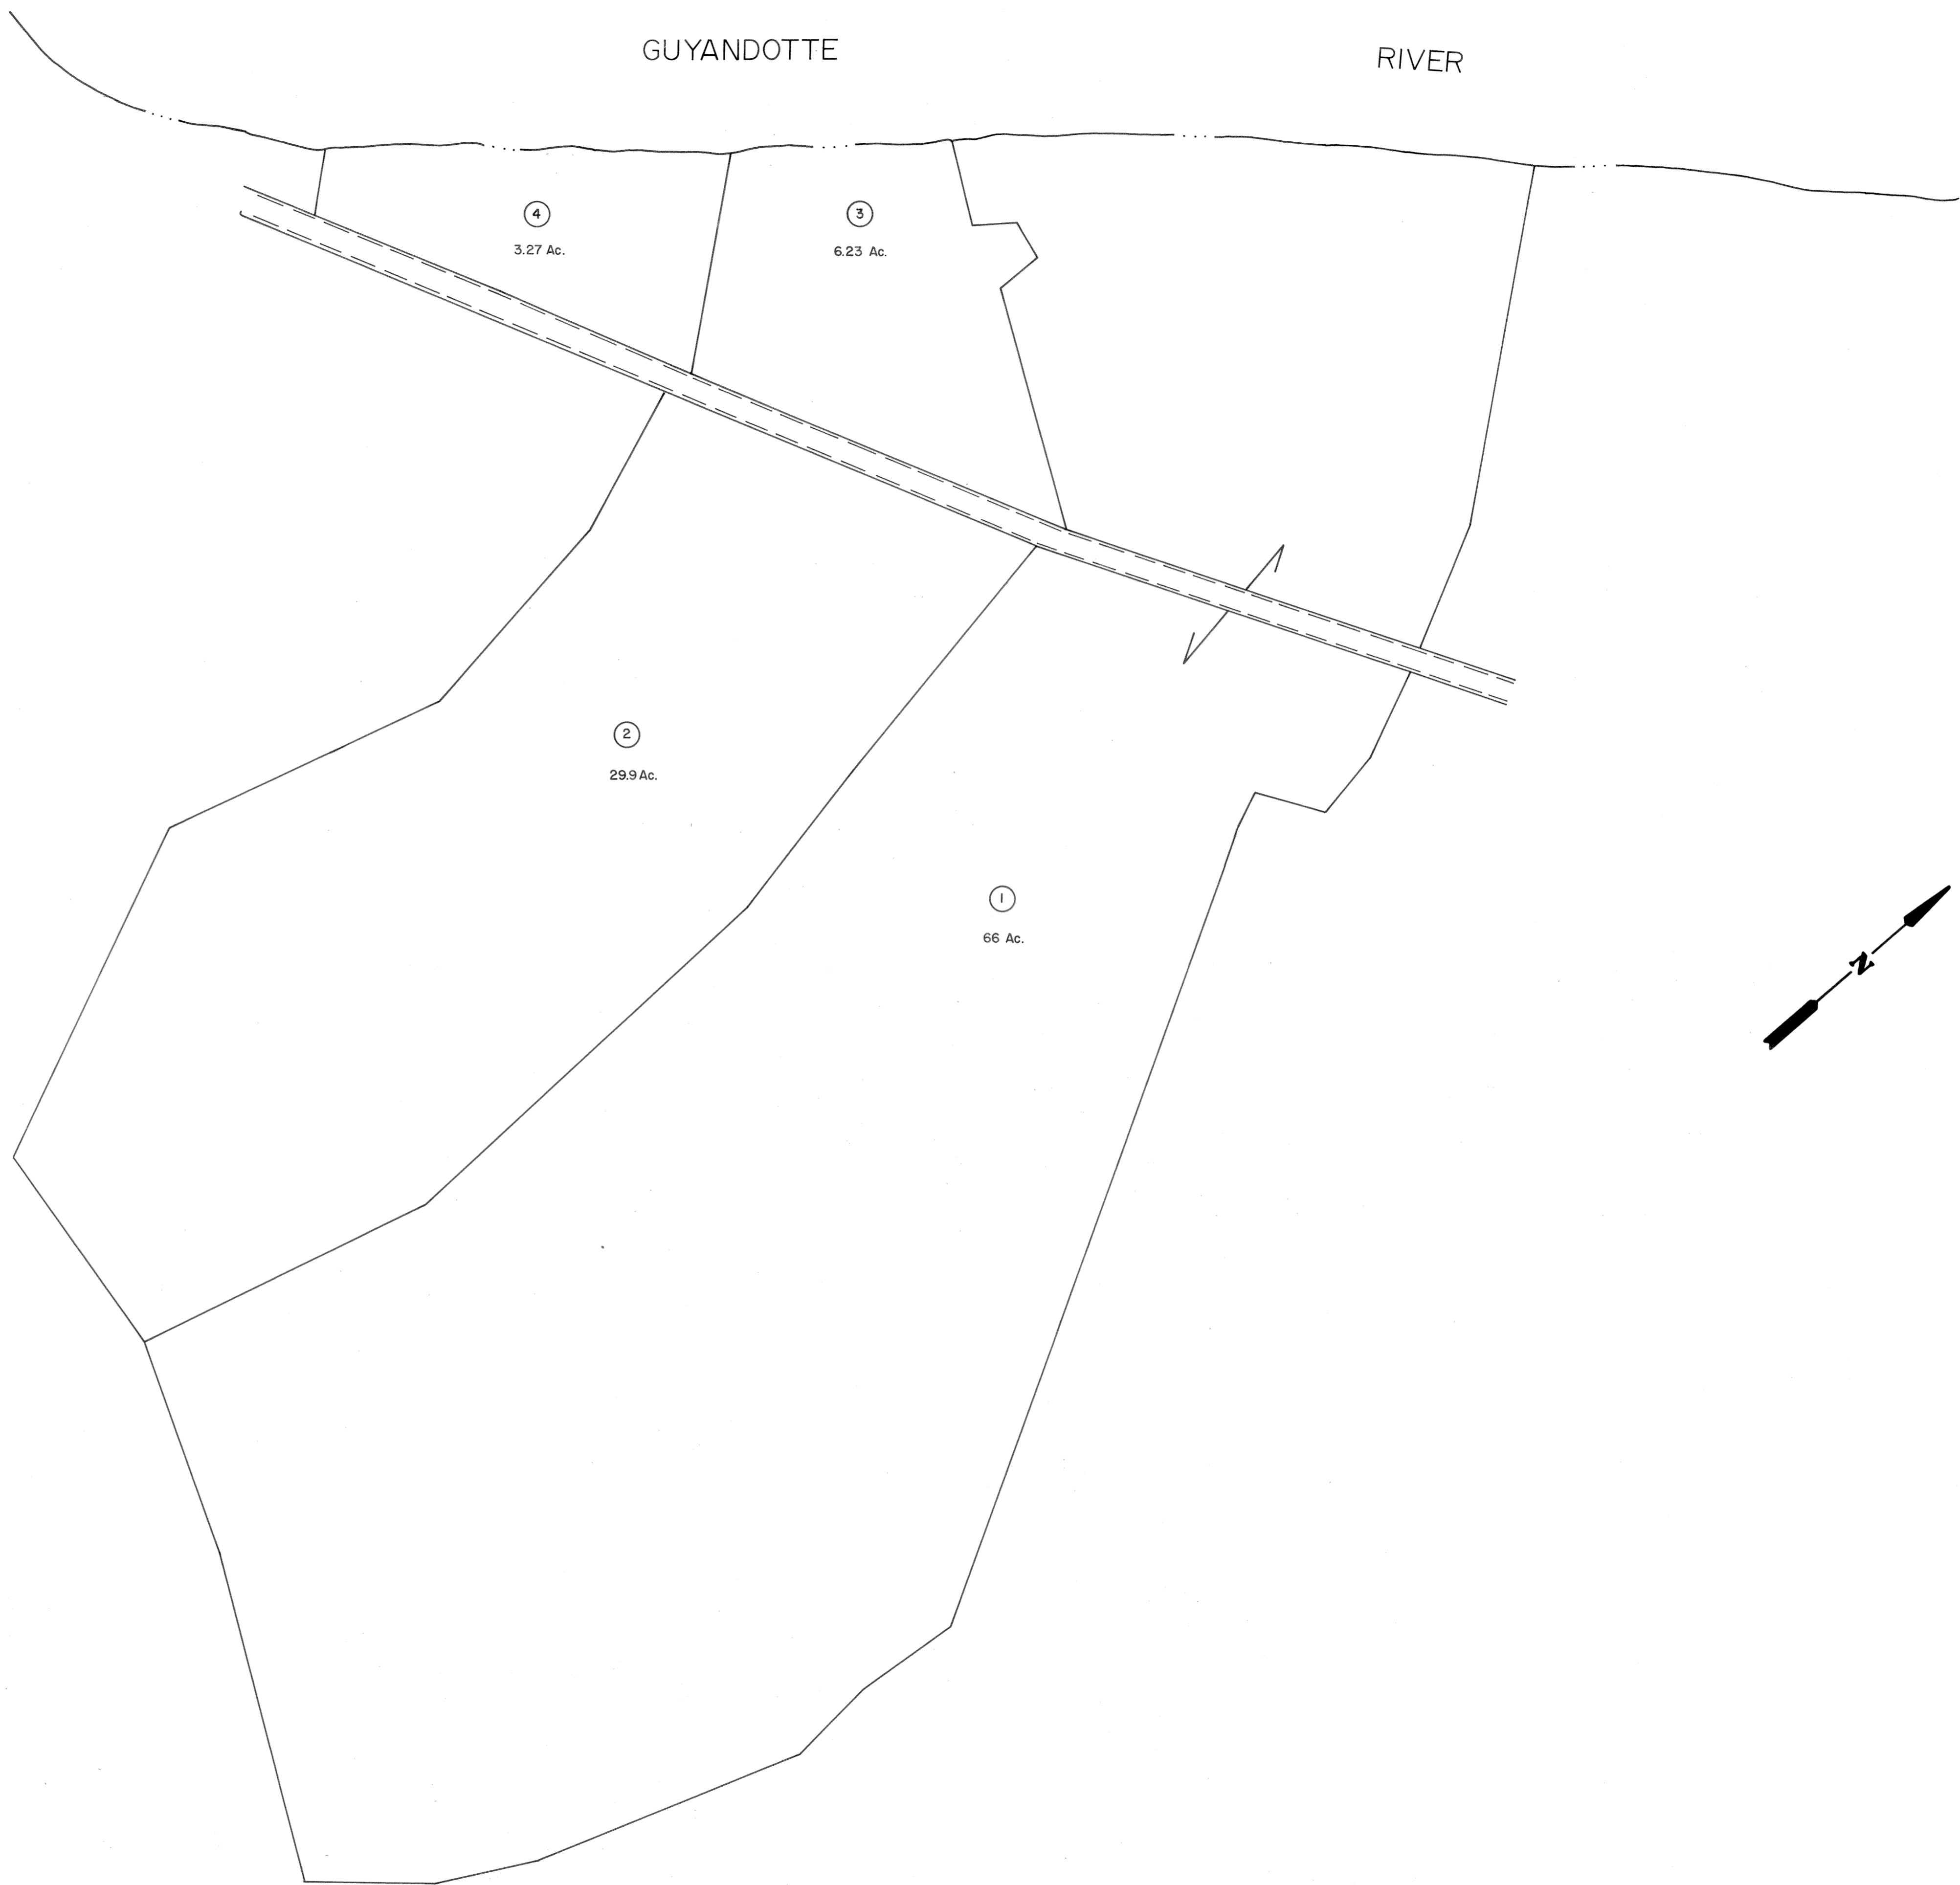 GUYANDOTTE RIVER
4
3.27 Ac.
3
6.23 Ac.
2
29.9 Ac.
1
66 Ac.
N